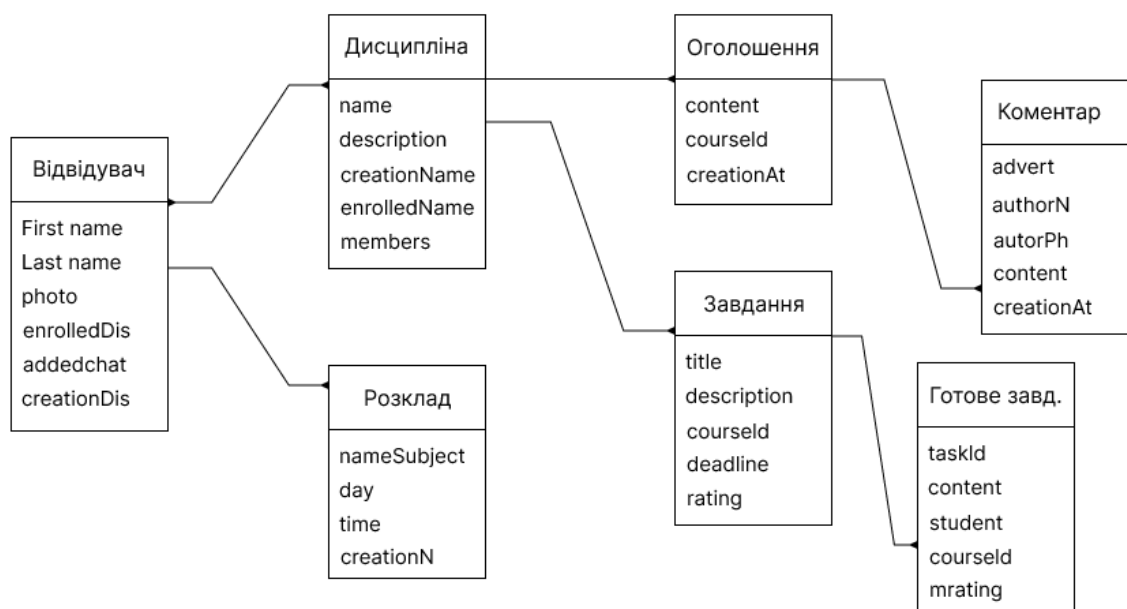 Відвідувач
First name
Last name
photo
enrolledDis
addedchat
creationDis
Дисципліна
name
description
creationName
enrolledName
members
Розклад
nameSubject
day
time
creationN
Оголошення
content
courseId
creationAt
Завдання
title
description
courseId
deadline
rating
Коментар
advert
authorN
autorPh
content
creationAt
Готове завд.
taskId
content
student
courseId
mrating